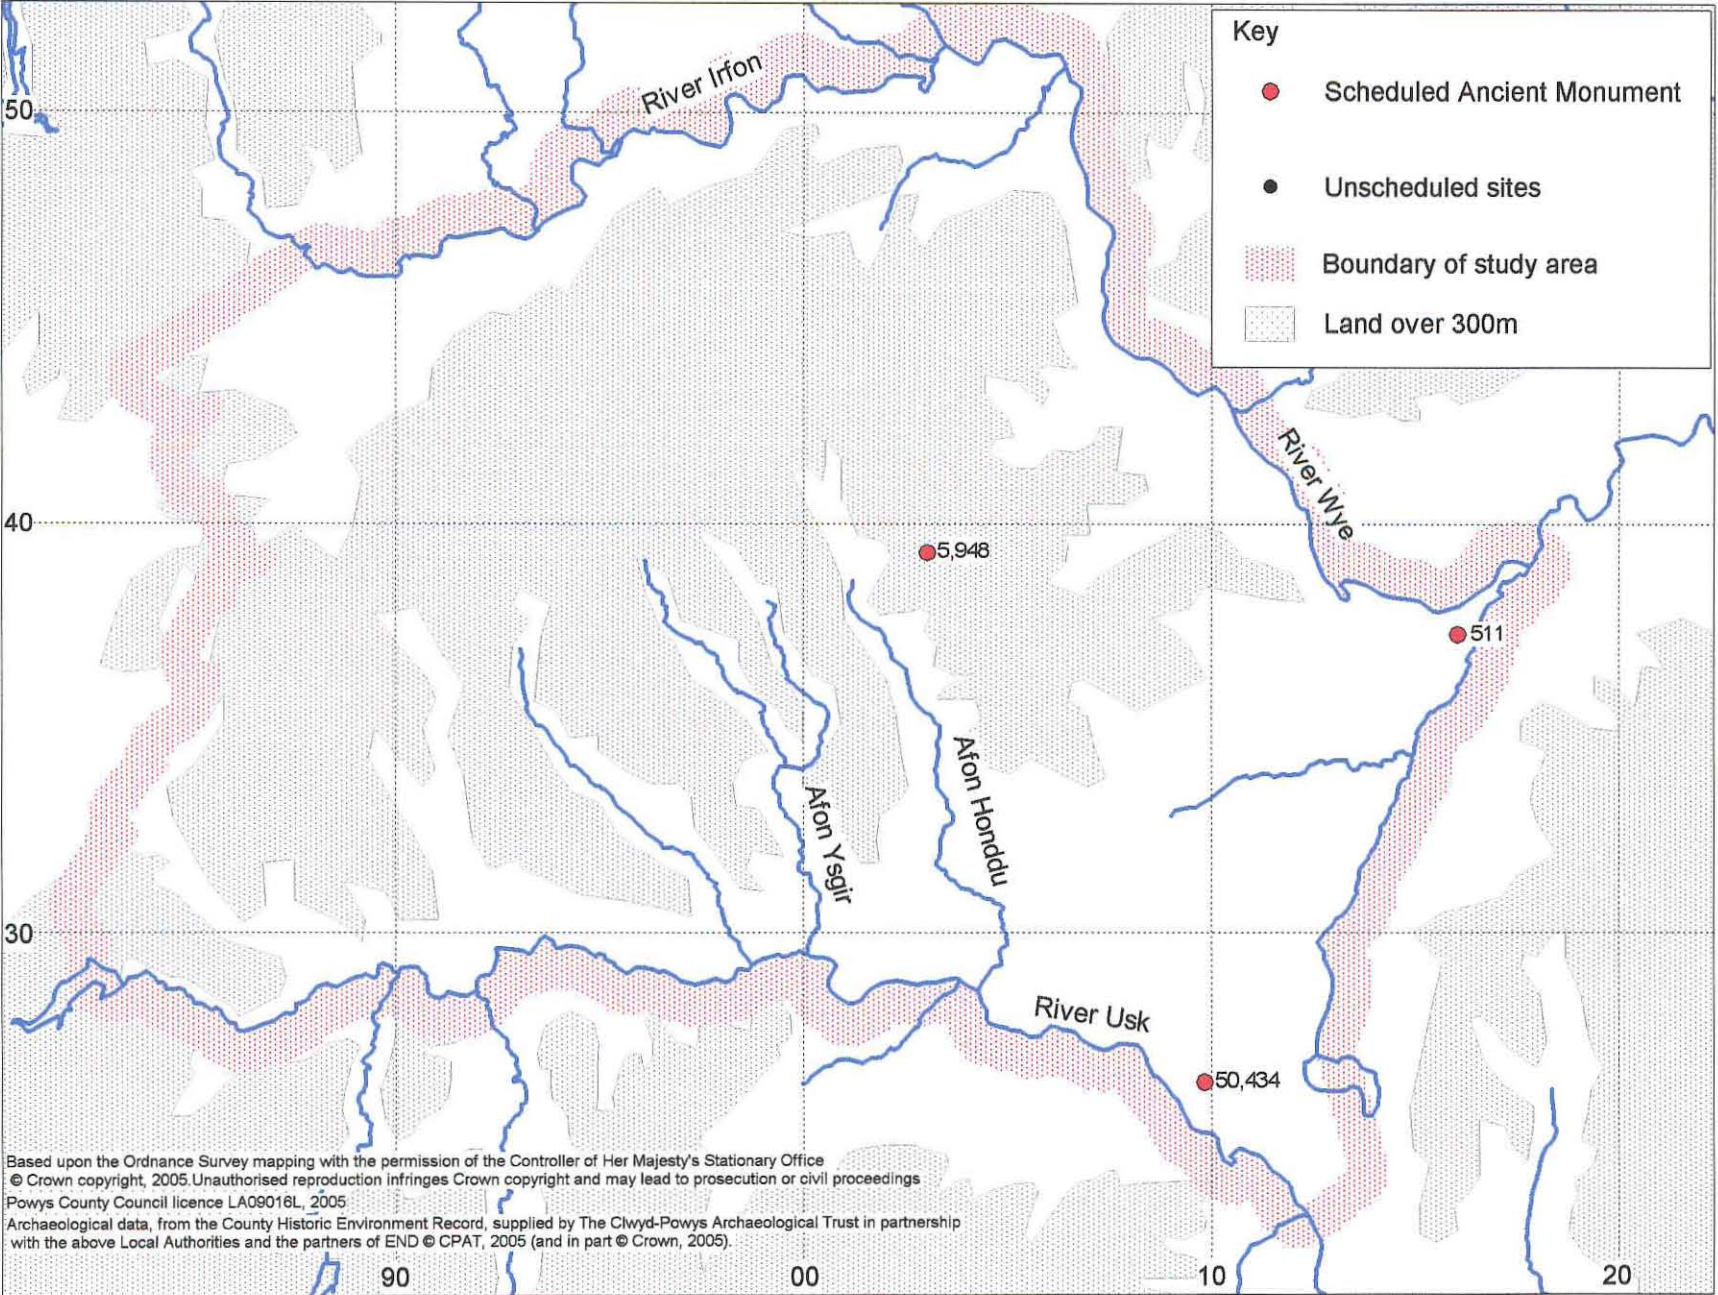 Key
Scheduled Ancient Monument
Unscheduled sites
Boundary of study area
Land over 300m
River Irfon
50
River Wye
40
5,948
511
Afon Honddu
Afon Ysgir
30
River Usk
50,434
Based upon the Ordnance Survey mapping with the permission of the Controller of Her Majesty's Stationary Office
© Crown copyright, 2005.Unauthorised reproduction infringes Crown copyright and may lead to prosecution or civil proceedings
Powys County Council licence LA09016L, 2005
Archaeological data, from the County Historic Environment Record, supplied by The Clwyd-Powys Archaeological Trust in partnership
with the above Local Authorities and the partners of END © CPAT, 2005 (and in part © Crown, 2005).
90
00
10
20